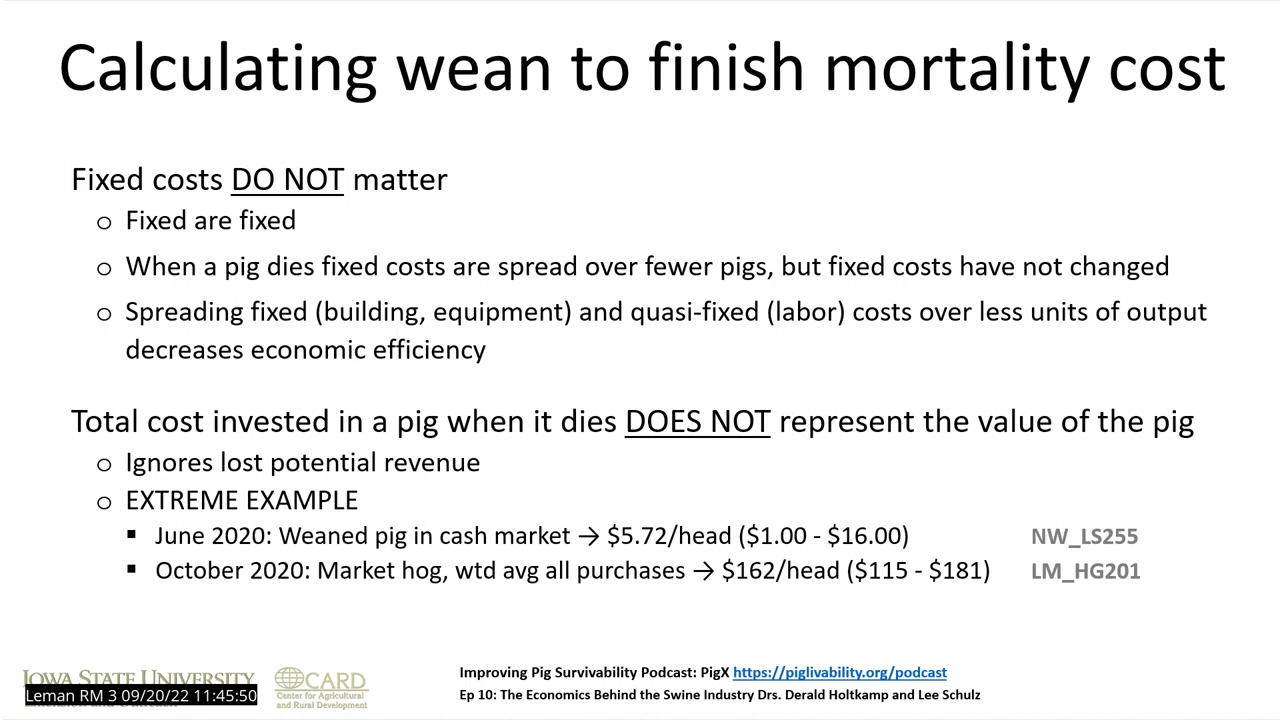 Calculating wean to finish mortality cost
Fixed costs DO NOT matter
o Fixed are fixed
o When a pig dies fixed costs are spread over fewer pigs, but fixed costs have not changed
o Spreading fixed (building, equipment) and quasi-fixed (labor) costs over less units of output
decreases economic efficiency
Total cost invested in a pig when it dies DOES NOT represent the value of the pig
o Ignores lost potential revenue
o EXTREME EXAMPLE
▪ June 2020: Weaned pig in cash market → $5.72/head ($1.00 - $16.00) NW_LS255
▪ October 2020: Market hog, wtd avg all purchases → $162/head ($115 - $181) LM_HG201
IOWA STATE UNIVERSITY
Leman RM 3 09/20/22 11:45:50
CARD
Center for Agricultural
and Rural Development
Improving Pig Survivability Podcast: PigX https://piglivability.org/podcast
Ep 10: The Economics Behind the Swine Industry Drs. Derald Holtkamp and Lee Schulz